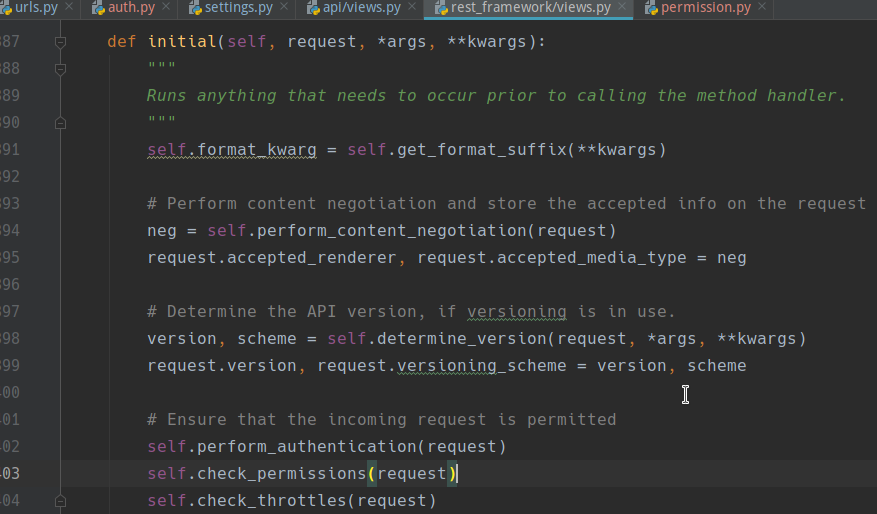 urls.py auth.py settings.py api/views.py rest_framework/views.py permission.py
387 def initial(self, request, *args, **kwargs):
388 """
389 Runs anything that needs to occur prior to calling the method handler.
390 """
391 self.format_kwarg = self.get_format_suffix(**kwargs)
392
393 # Perform content negotiation and store the accepted info on the request
394 neg = self.perform_content_negotiation(request)
395 request.accepted_renderer, request.accepted_media_type = neg
396
397 # Determine the API version, if versioning is in use.
398 version, scheme = self.determine_version(request, *args, **kwargs)
399 request.version, request.versioning_scheme = version, scheme
400
401 # Ensure that the incoming request is permitted
402 self.perform_authentication(request)
403 self.check_permissions(request)
404 self.check_throttles(request)